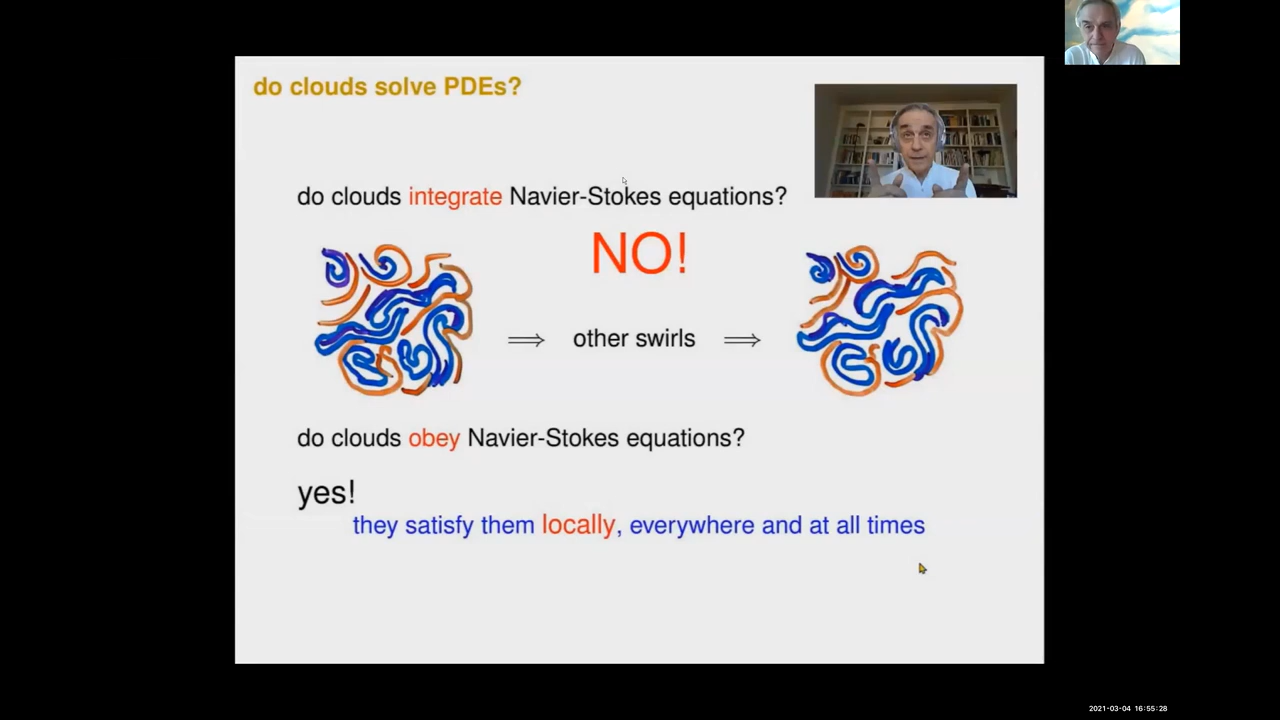 do clouds solve PDEs?
do clouds integrate Navier-Stokes equations?
NO!
⟹ other swirls ⟹
do clouds obey Navier-Stokes equations?
yes!
they satisfy them locally, everywhere and at all times
2021-03-04 16:55:28